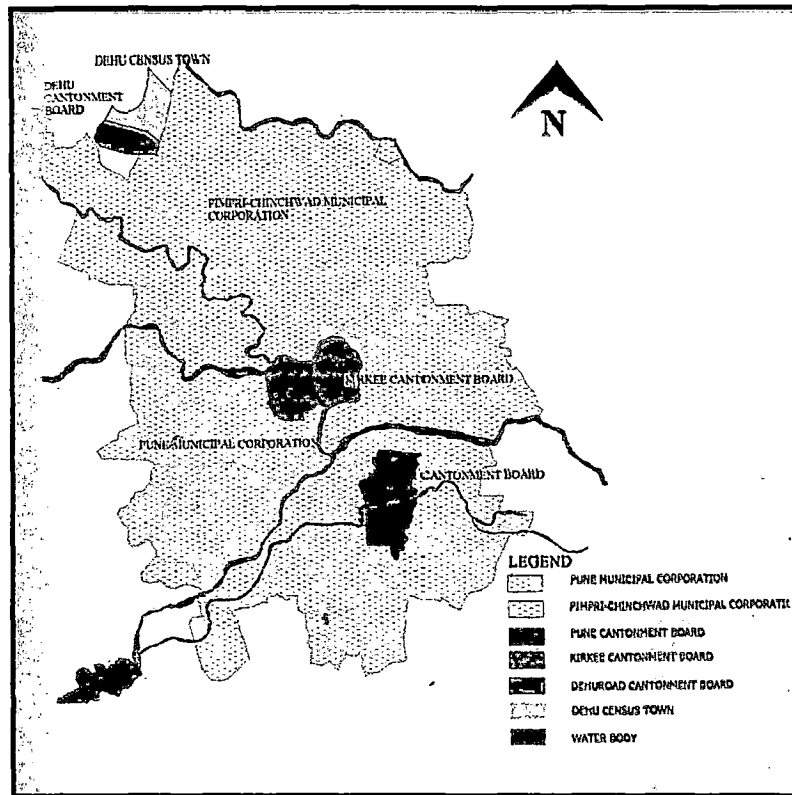 DEHU CENSUS TOWN
DEHU
CANTONMENT
BOARD
N
PIMPRI-CHINCHWAD MUNICIPAL
CORPORATION
KIRKEE CANTONMENT BOARD
PUNE MUNICIPAL CORPORATION
CANTONMENT BOARD
LEGEND
PUNE MUNICIPAL CORPORATION
PIMPRI-CHINCHWAD MUNICIPAL CORPORATIC
PUNE CANTONMENT BOARD
KIRKEE CANTONMENT BOARD
DEHUROAD CANTONMENT BOARD
DEHU CENSUS TOWN
WATER BODY